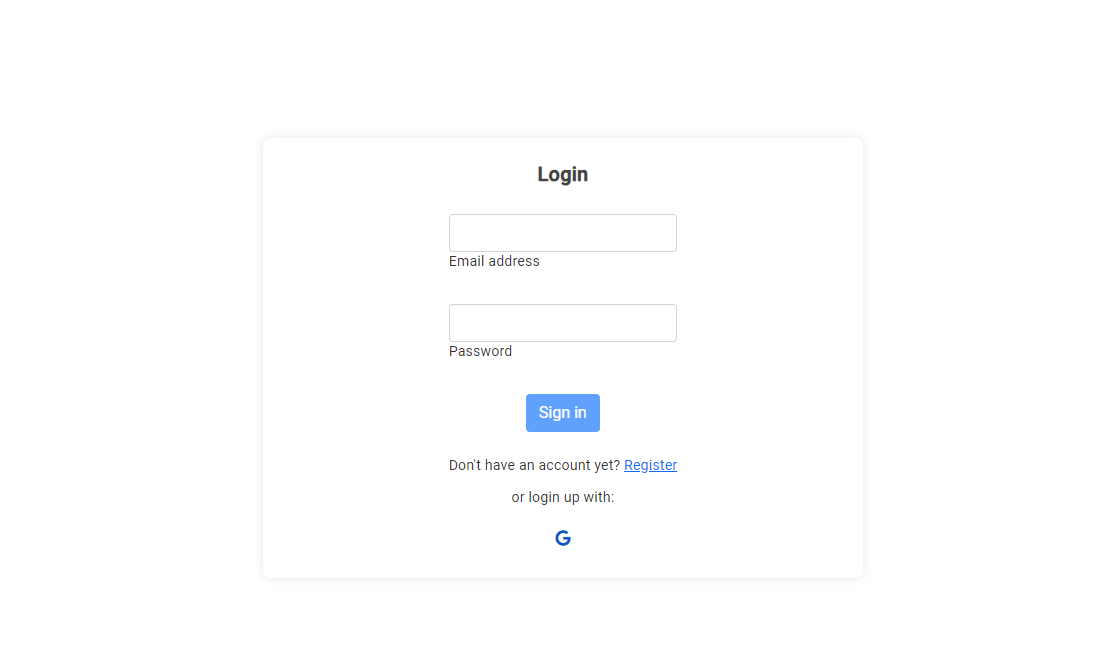 Login
Email address
Password
Sign in
Don't have an account yet? Register
or login up with:
G